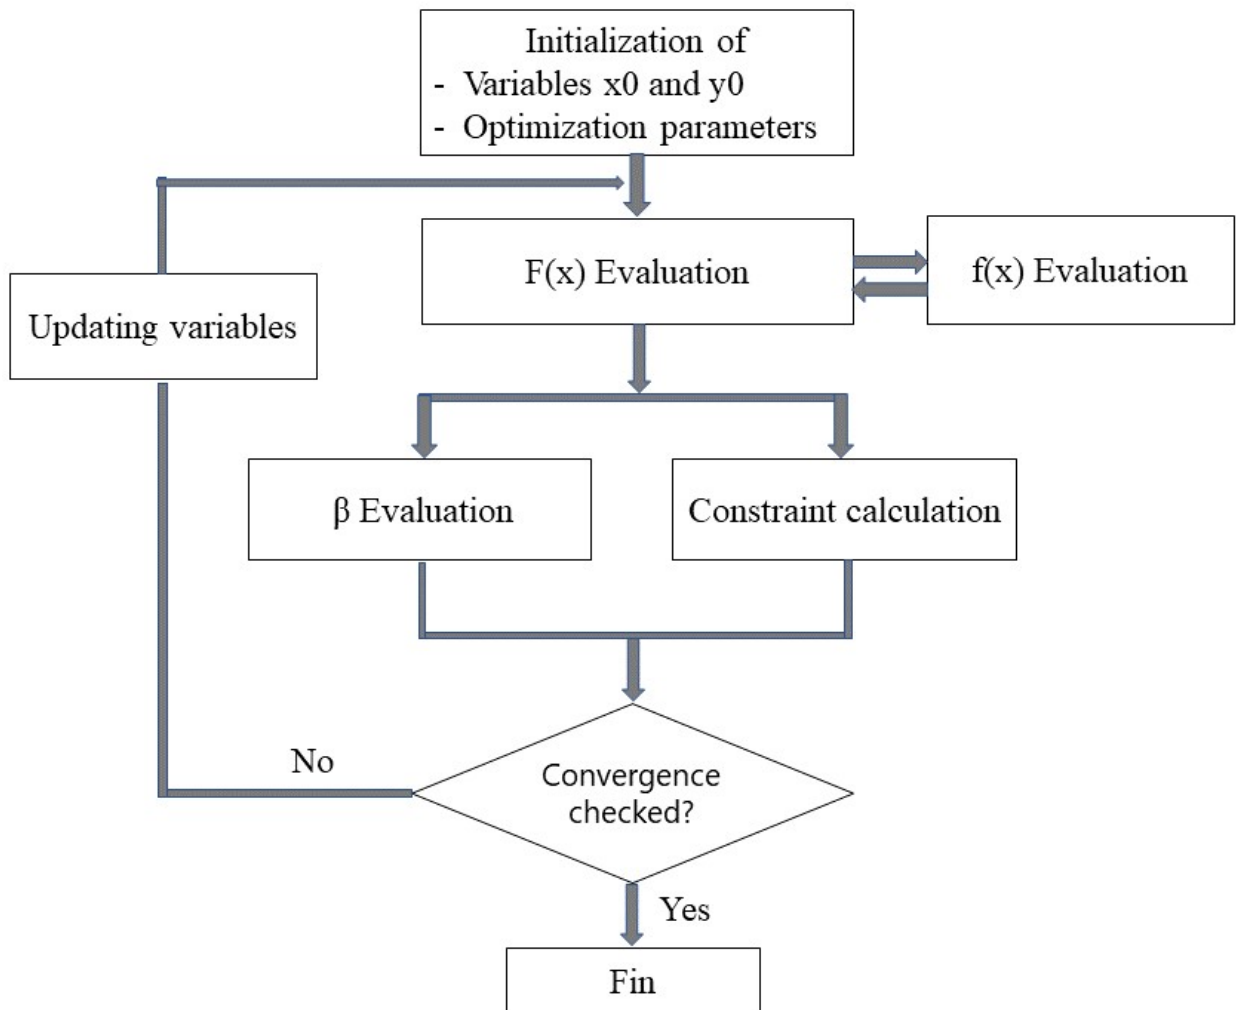 Initialization of
- Variables x0 and y0
- Optimization parameters
F(x) Evaluation
f(x) Evaluation
Updating variables
β Evaluation
Constraint calculation
No
Convergence
checked?
Yes
Fin